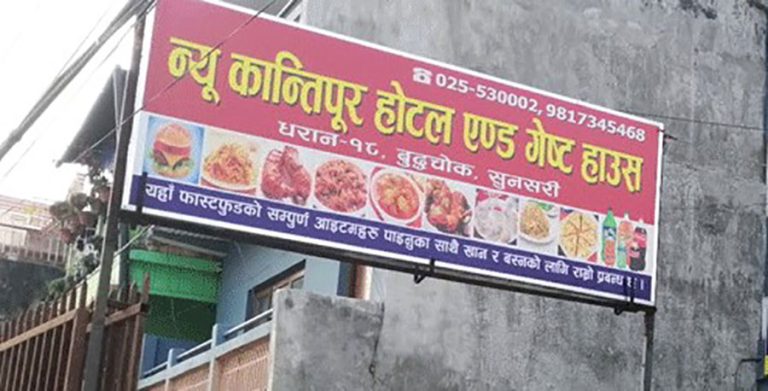 ☎ 025-530002, 9817345468
न्यू कान्तिपूर होटल एण्ड गेष्ट हाउस
धरान-१८, बुद्धचोक, सुनसरी
यहाँ फास्टफुडको सम्पुर्ण आइटमहरु पाइनुका साथै खान र बस्नको लागि राम्रो प्रबन्ध छ ।